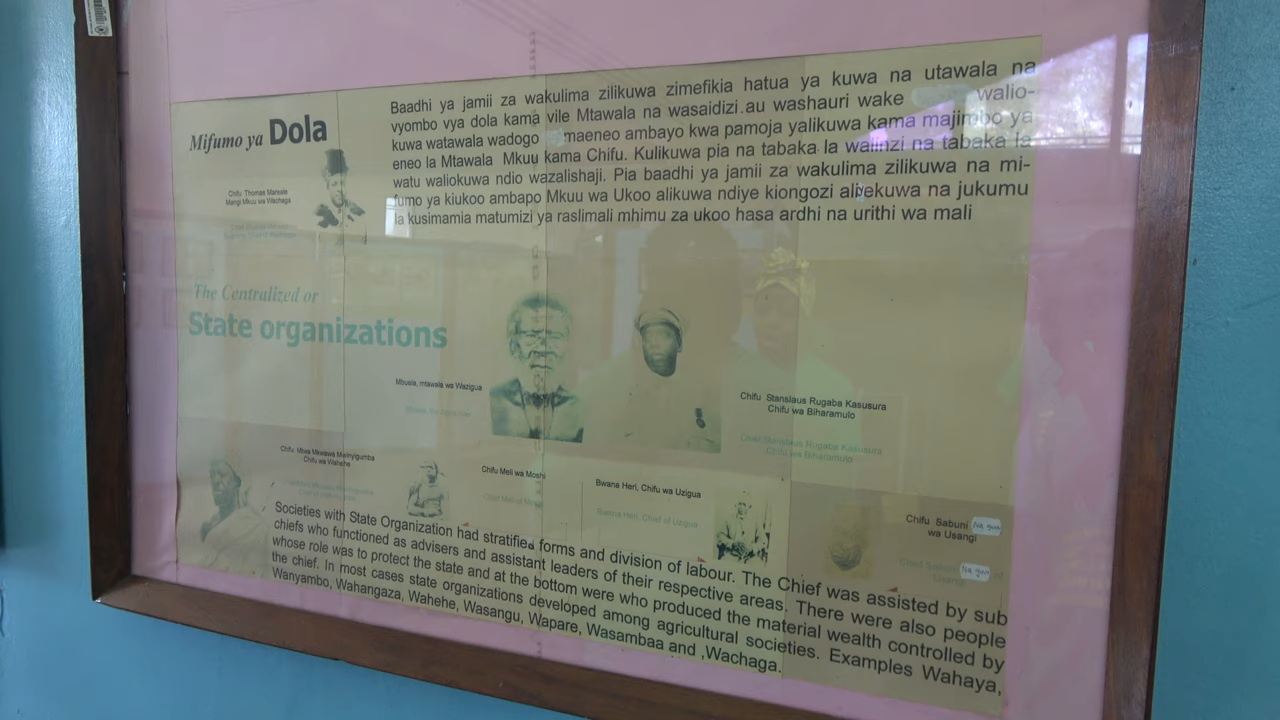 Mifumo ya Dola
Baadhi ya jamii za wakulima zilikuwa zimefikia hatua ya kuwa na utawala na
vyombo vya dola kama vile Mtawala na wasaidizi au washauri wake walio-
kuwa watawala wadogo maeneo ambayo kwa pamoja yalikuwa kama majimbo ya
eneo la Mtawala Mkuu kama Chifu. Kulikuwa pia na tabaka la walinzi na tabaka la
watu waliokuwa ndio wazalishaji. Pia baadhi ya jamii za wakulima zilikuwa na mi-
fumo ya kiukoo ambapo Mkuu wa Ukoo alikuwa ndiye kiongozi aliyekuwa na jukumu
la kusimamia matumizi ya raslimali mhimu za ukoo hasa ardhi na urithi wa mali
Chifu Thomas Mareale
Mangi Mkuu wa Wachaga
The Centralized or
State organizations
Mbuela, mtawala wa Wazigua
Chifu Stanslaus Rugaba Kasusura
Chifu wa Biharamulo
Chief Stanslaus Rugaba Kasusura
Chifu wa Biharamulo
Chifu Mtwa Mkwawa Mwinyigumba
Chifu wa Wahehe
Chifu Meli wa Moshi
Chief Meli of Moshi
Bwana Heri, Chifu wa Uzigua
Bwana Heri, Chief of Uzigua
Chifu Sabuni
wa Usangi
Societies with State Organization had stratified forms and division of labour. The Chief was assisted by sub
chiefs who functioned as advisers and assistant leaders of their respective areas. There were also people
whose role was to protect the state and at the bottom were who produced the material wealth controlled by
the chief. In most cases state organizations developed among agricultural societies. Examples Wahaya,
Wanyambo, Wahangaza, Wahehe, Wasangu, Wapare, Wasambaa and ,Wachaga.